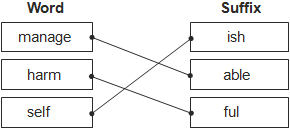 Word Suffix
manage ish
harm able
self ful